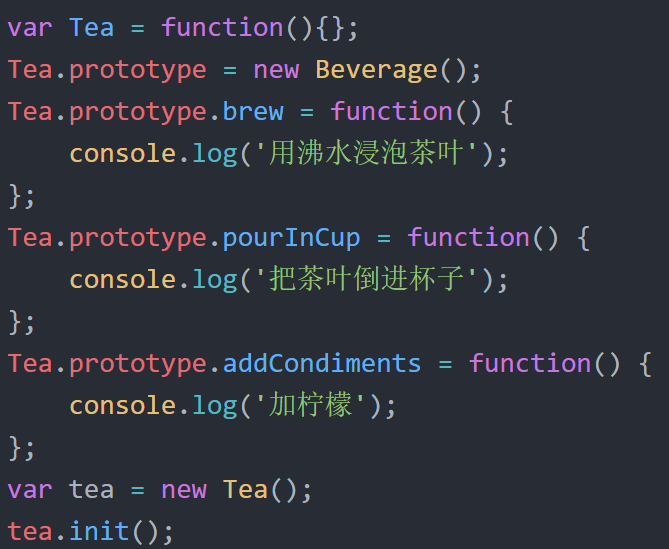 var Tea = function(){};
Tea.prototype = new Beverage();
Tea.prototype.brew = function() {
    console.log('用沸水浸泡茶叶');
};
Tea.prototype.pourInCup = function() {
    console.log('把茶叶倒进杯子');
};
Tea.prototype.addCondiments = function() {
    console.log('加柠檬');
};
var tea = new Tea();
tea.init();